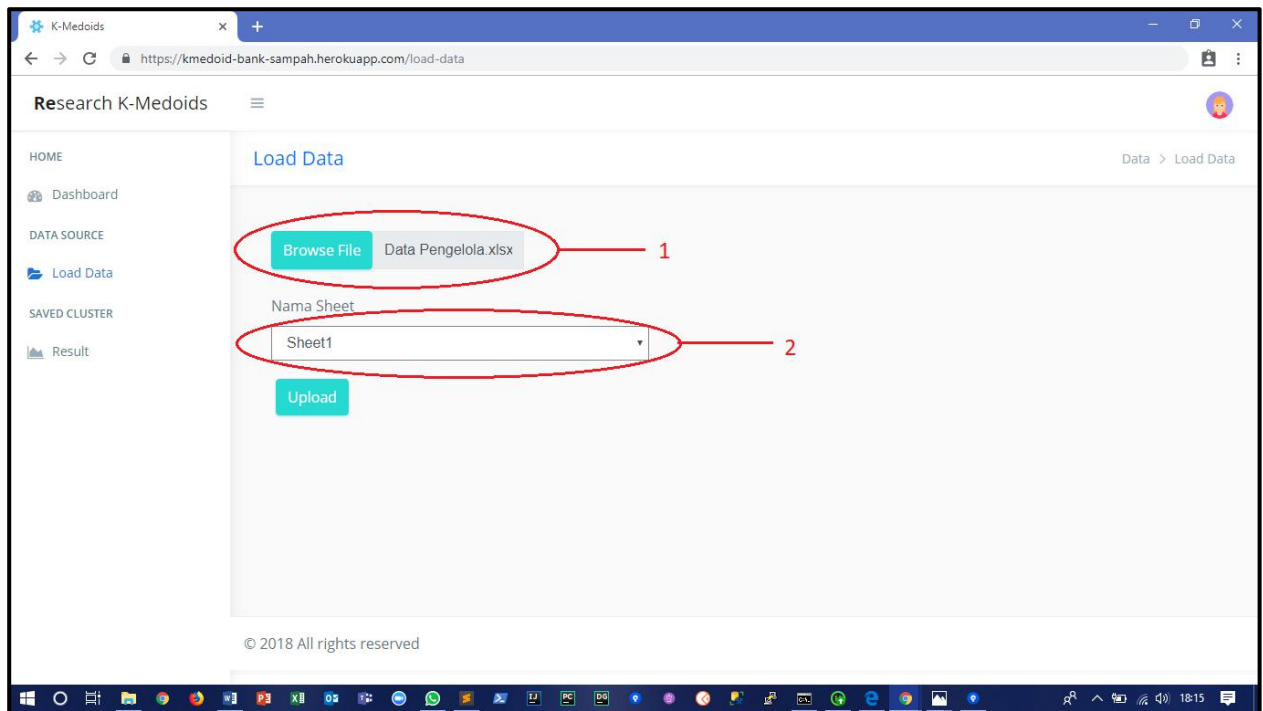 K-Medoids
https://kmedoid-bank-sampah.herokuapp.com/load-data
Research K-Medoids
HOME
Dashboard
DATA SOURCE
Load Data
SAVED CLUSTER
Result
Load Data
Data > Load Data
Browse File Data Pengelola.xlsx
1
Nama Sheet
Sheet1
2
Upload
© 2018 All rights reserved
18:15